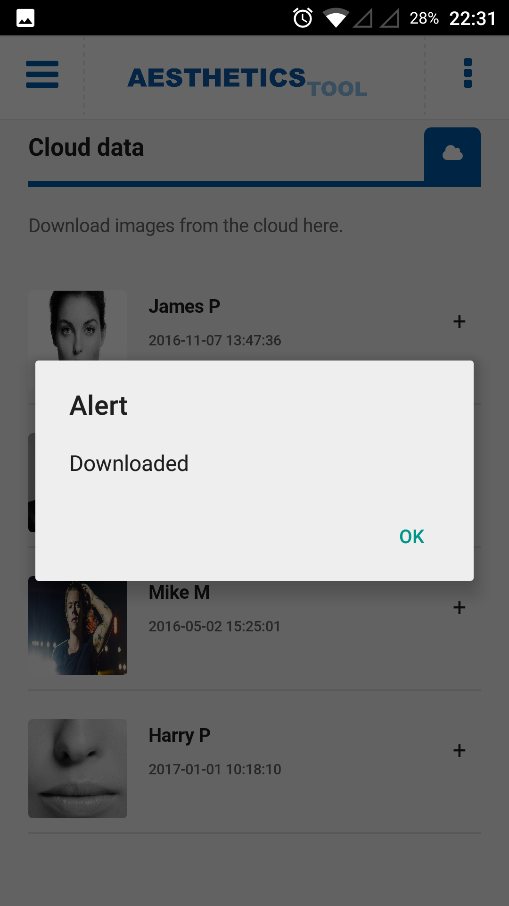 28% 22:31
AESTHETICS TOOL
Cloud data
Download images from the cloud here.
James P
+
2016-11-07 13:47:36
Alert
Downloaded
OK
Mike M
+
2016-05-02 15:25:01
Harry P
+
2017-01-01 10:18:10